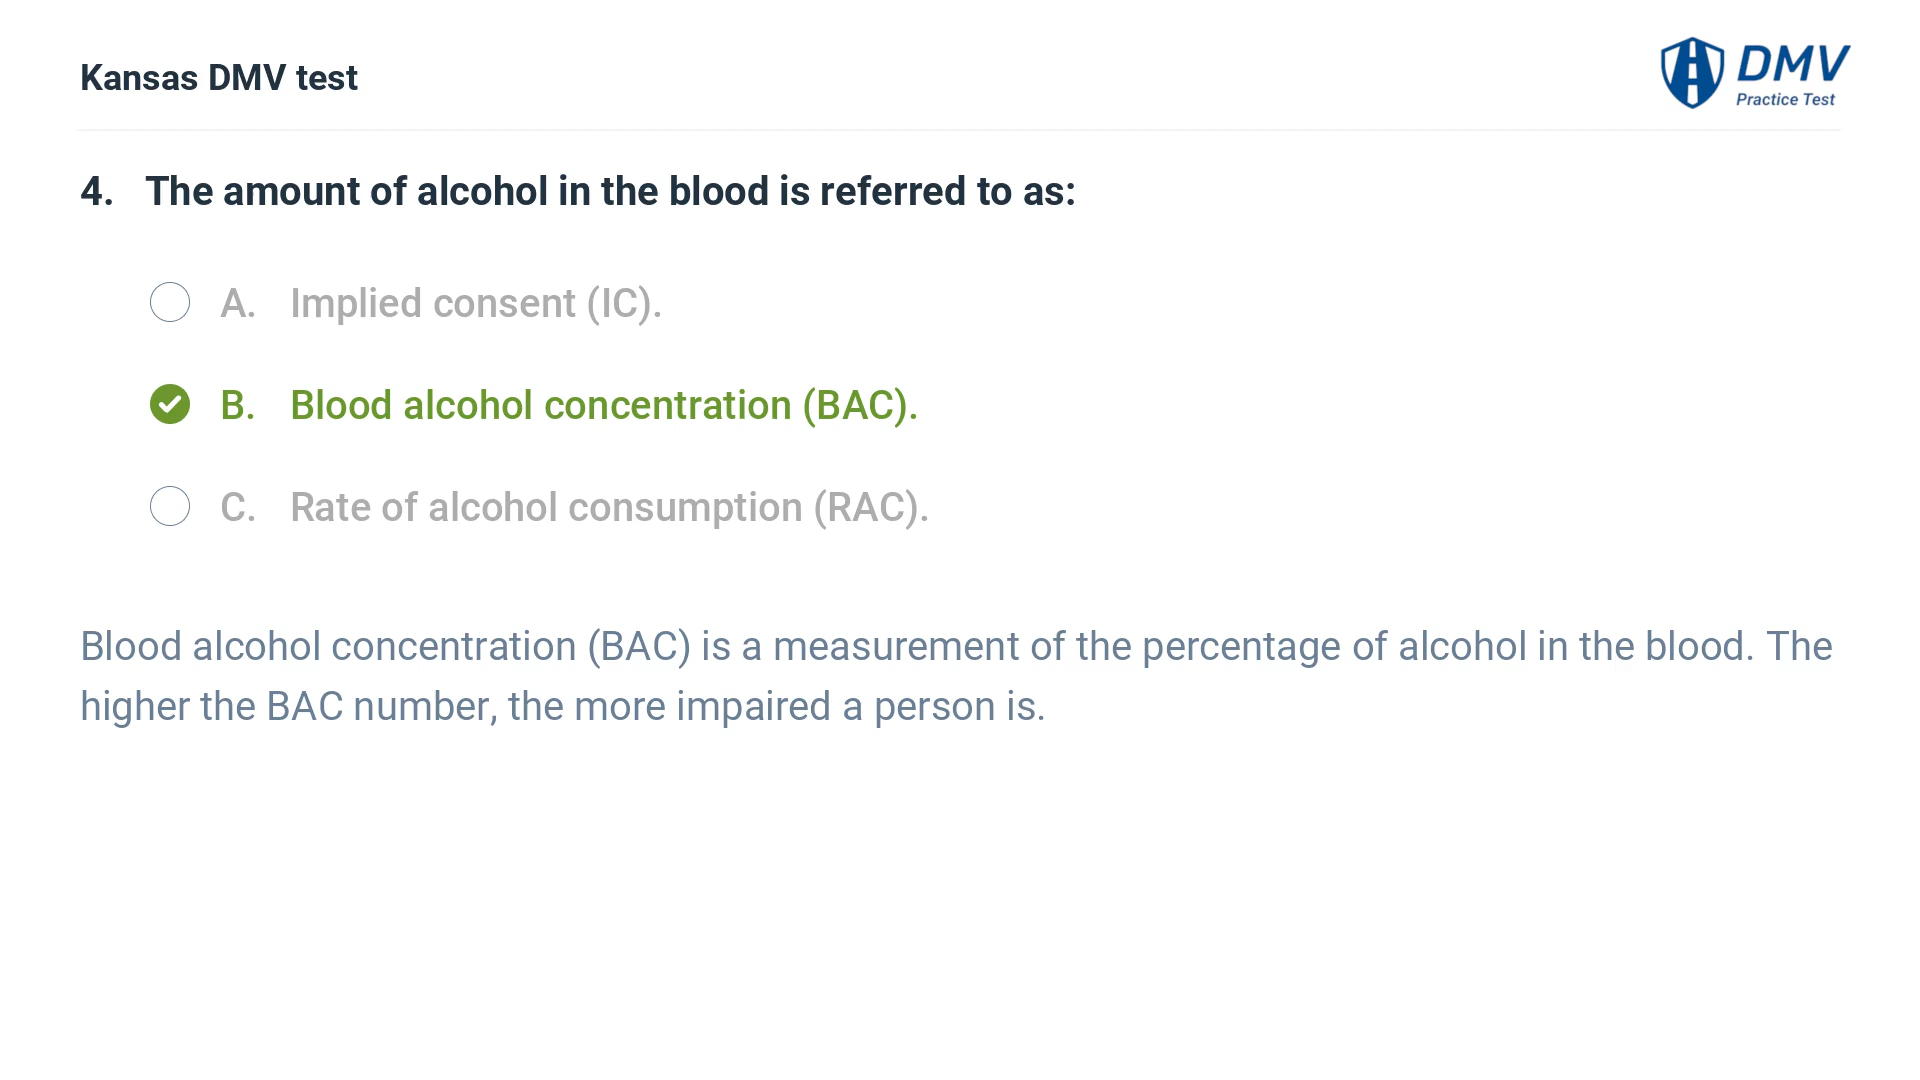 Kansas DMV test
DMV
Practice Test
4. The amount of alcohol in the blood is referred to as:
A. Implied consent (IC).
B. Blood alcohol concentration (BAC).
C. Rate of alcohol consumption (RAC).
Blood alcohol concentration (BAC) is a measurement of the percentage of alcohol in the blood. The
higher the BAC number, the more impaired a person is.